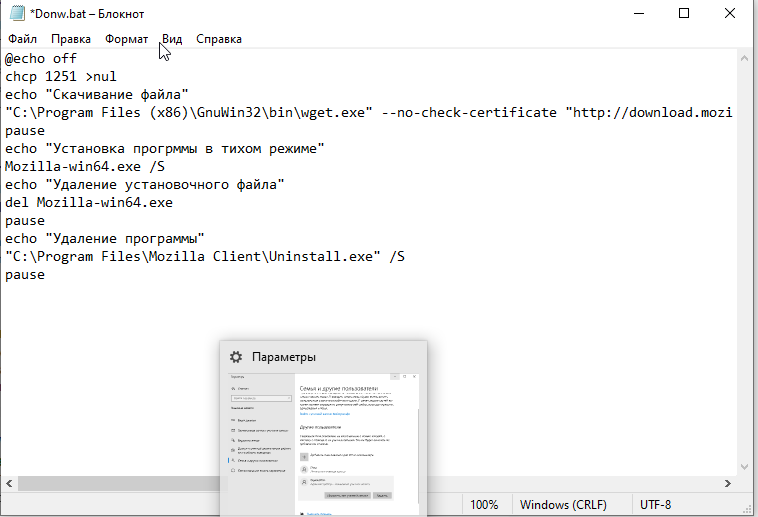 *Donw.bat – Блокнот
Файл Правка Формат Вид Справка
@echo off
chcp 1251 >nul
echo "Скачивание файла"
"C:\Program Files (x86)\GnuWin32\bin\wget.exe" --no-check-certificate "http://download.mozi
pause
echo "Установка прогрммы в тихом режиме"
Mozilla-win64.exe /S
echo "Удаление установочного файла"
del Mozilla-win64.exe
pause
echo "Удаление программы"
"C:\Program Files\Mozilla Client\Uninstall.exe" /S
pause
Параметры
Семья и другие пользователи
Другие пользователи
100% Windows (CRLF) UTF-8